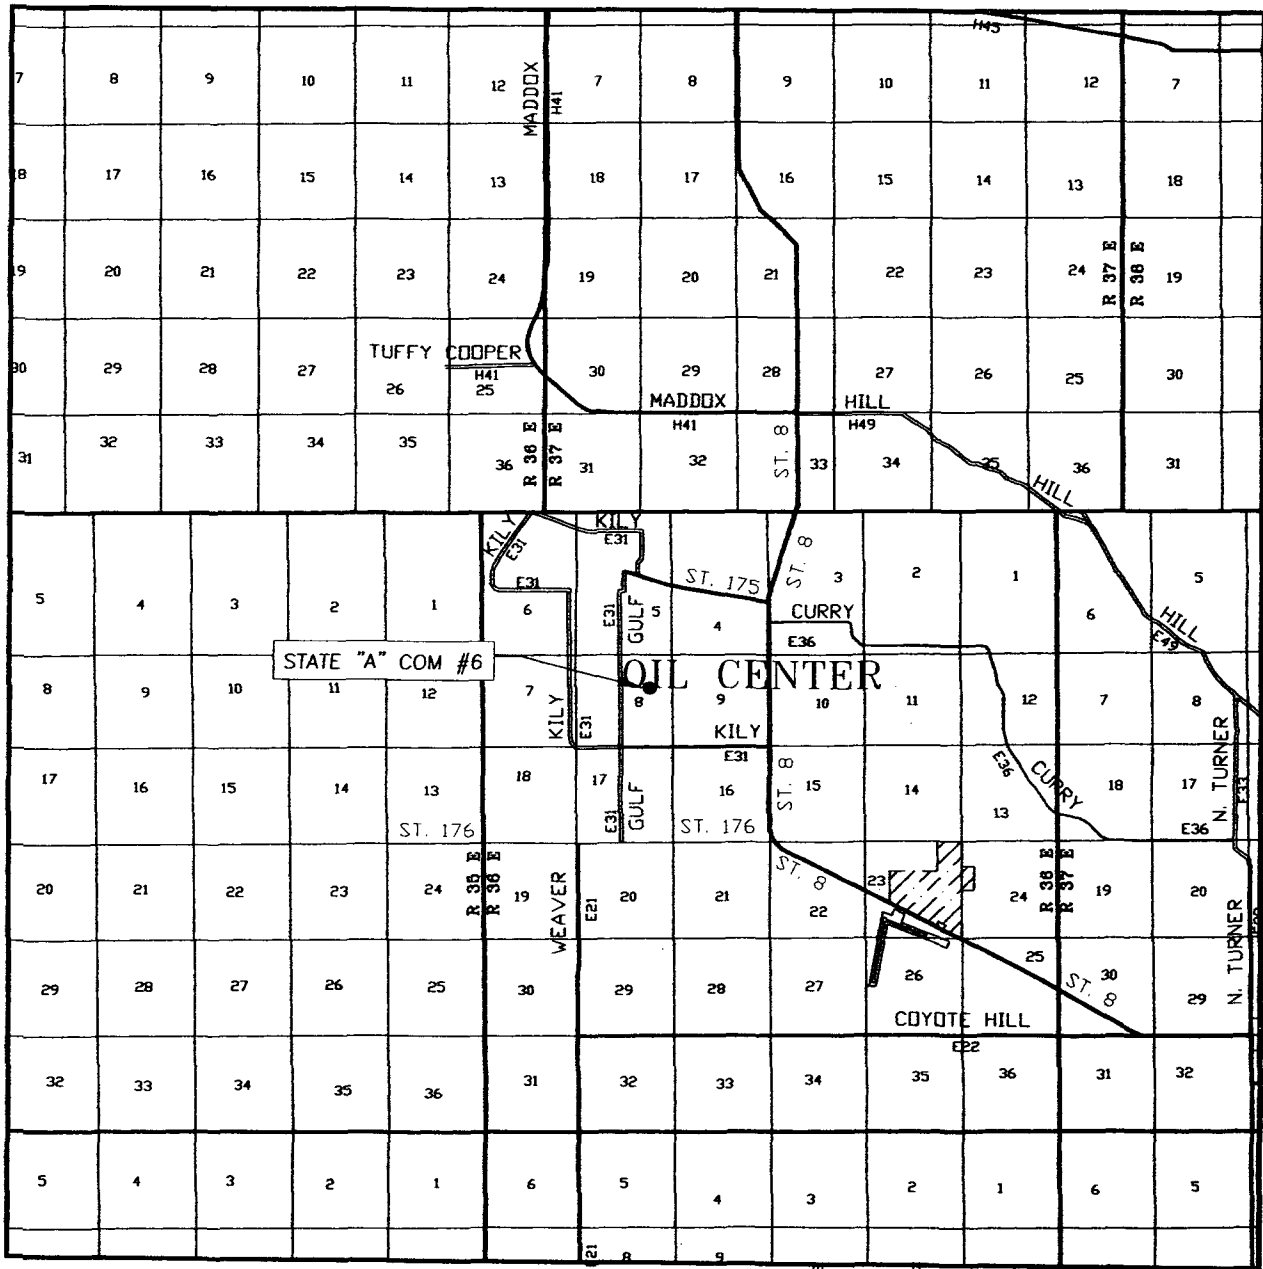 H45
7 8 9 10 11 12 7 8 9 10 11 12 7
MADDOX
H41
18 17 16 15 14 13 18 17 16 15 14 13 18
19 20 21 22 23 24 19 20 21 22 23 24 19
R 37 E
R 38 E
TUFFY COOPER
H41
30 29 28 27 26 25 30 29 28 27 26 25 30
MADDOX
H41
HILL
H49
31 32 33 34 35 36 31 32 33 34 35 36 31
R 36 E
R 37 E
ST. 8
HILL
KILY
E31
KILY
E31
E31
ST. 175
ST. 8
5 4 3 2 1 6 5 4 3 2 1 6 5
E31
GULF
CURRY
E36
HILL
E49
STATE "A" COM #6
OIL CENTER
8 9 10 11 12 7 8 9 10 11 12 7 8
KILY
E31
KILY
E31
ST. 8
E36
CURRY
N. TURNER
E33
17 16 15 14 13 18 17 16 15 14 13 18 17
E31
GULF
ST. 176
ST. 176
E36
R 35 E
R 36 E
ST. 8
R 36 E
R 37 E
20 21 22 23 24 19 20 21 22 23 24 19 20
WEAVER
E21
N. TURNER
29 28 27 26 25 30 29 28 27 26 25 30 29
ST. 8
COYOTE HILL
E22
32 33 34 35 36 31 32 33 34 35 36 31 32
5 4 3 2 1 6 5 4 3 2 1 6 5
E21
8 9